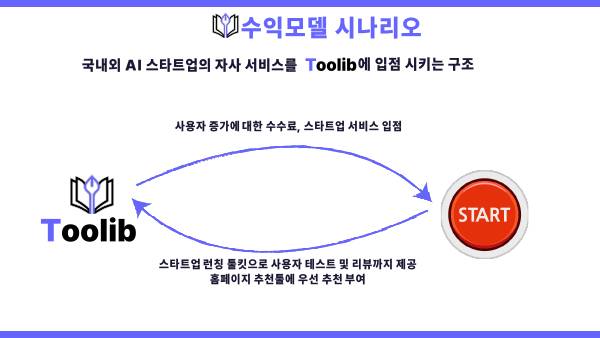 수익모델 시나리오
국내외 AI 스타트업의 자사 서비스를 Toolib에 입점 시키는 구조
사용자 증가에 대한 수수료, 스타트업 서비스 입점
Toolib
START
스타트업 런칭 툴킷으로 사용자 테스트 및 리뷰까지 제공
홈페이지 추천툴에 우선 추천 부여